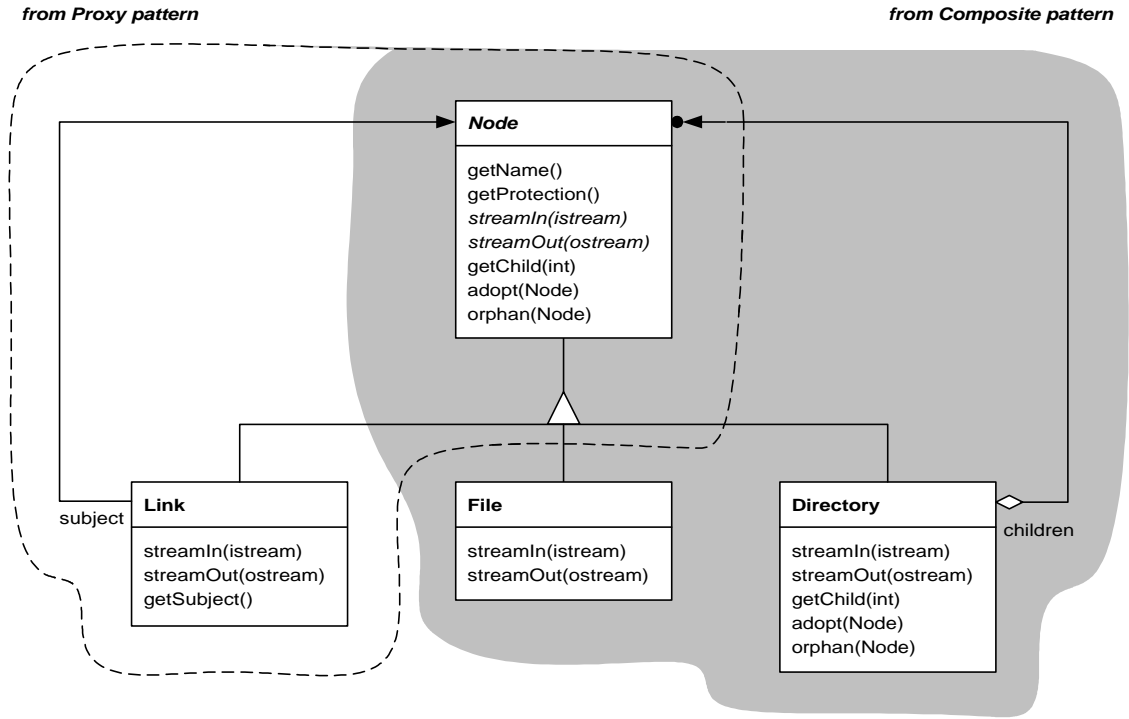 from Proxy pattern
from Composite pattern
Node
getName()
getProtection()
streamIn(istream)
streamOut(ostream)
getChild(int)
adopt(Node)
orphan(Node)
subject
Link
streamIn(istream)
streamOut(ostream)
getSubject()
File
streamIn(istream)
streamOut(ostream)
Directory
streamIn(istream)
streamOut(ostream)
getChild(int)
adopt(Node)
orphan(Node)
children